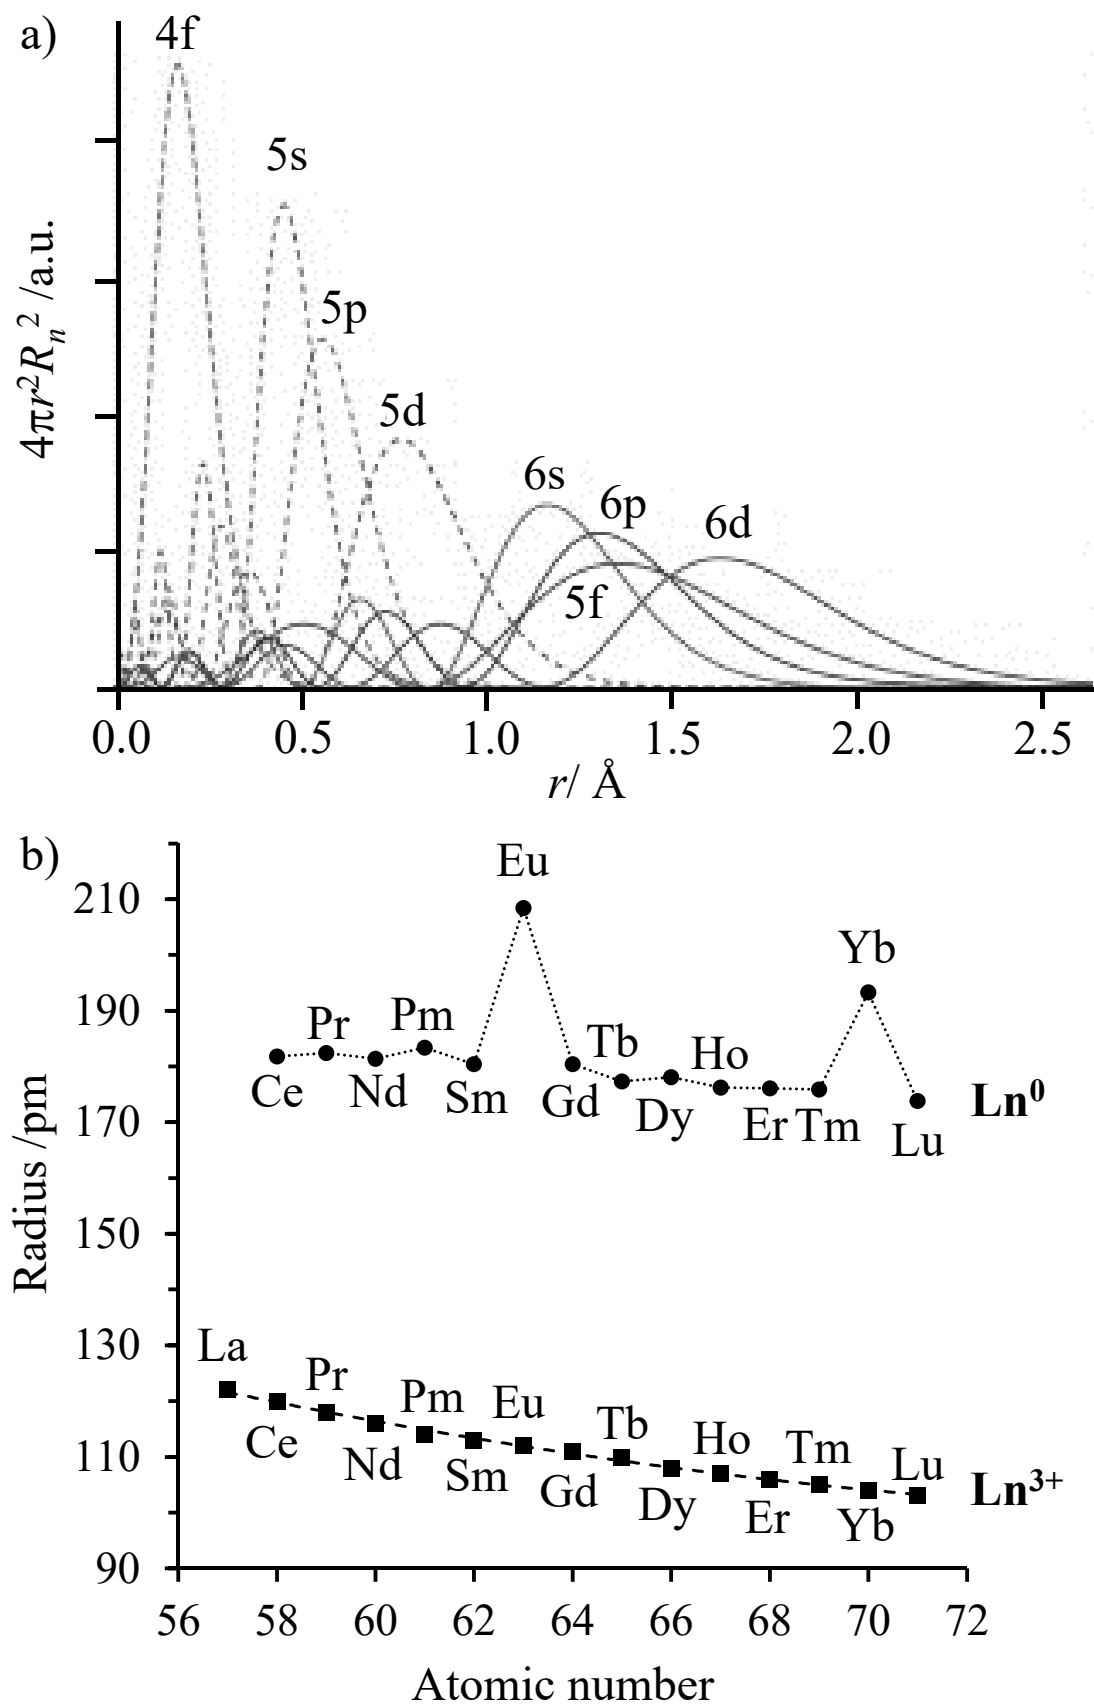 a)
4f
5s
5p
5d
6s
6p
6d
5f
4πr²Rₙ² /a.u.
0.0 0.5 1.0 1.5 2.0 2.5
r/ Å
b)
Eu
210
Yb
190
Pr Pm Tb Ho
Ce Nd Sm Gd Dy Er Tm Lu
Ln⁰
170
150
130
La Pr Pm Eu Tb Ho Tm Lu
110
Ce Nd Sm Gd Dy Er Yb
Ln³⁺
90
Radius /pm
56 58 60 62 64 66 68 70 72
Atomic number